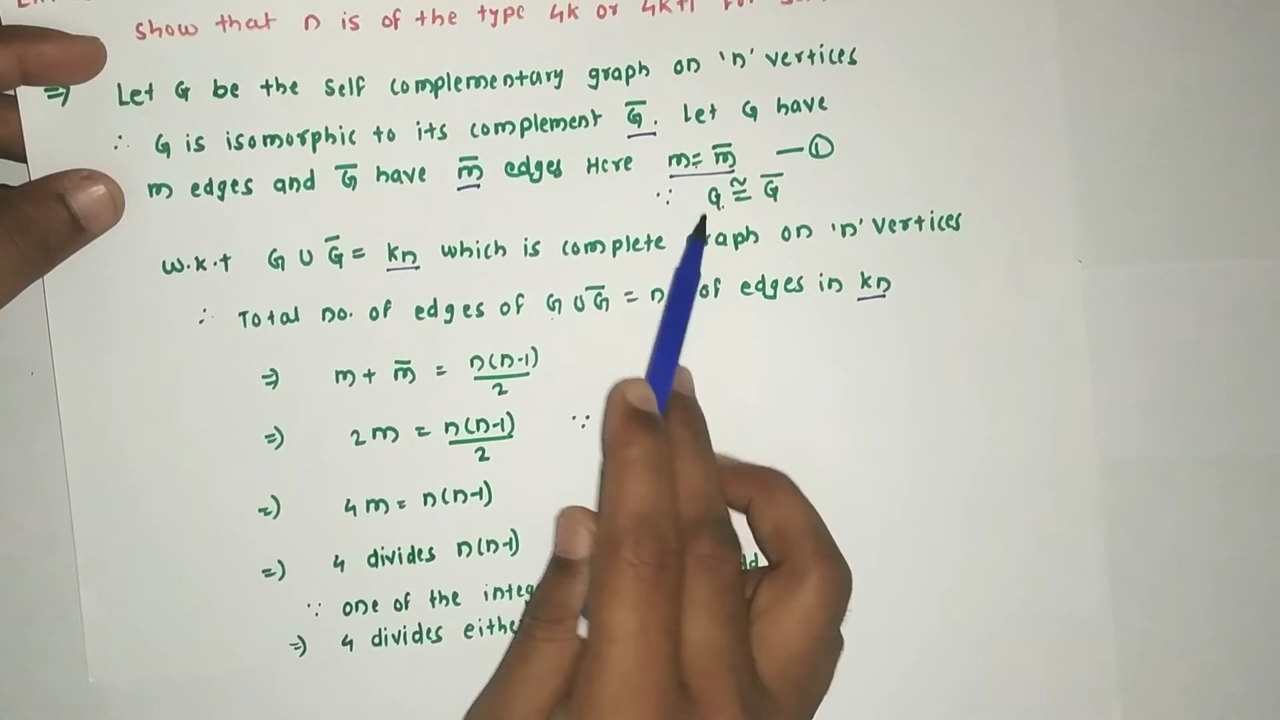 show that n is of the type 4k or 4k+1 for
⇒ Let G be the self complementary graph on 'n' vertices
∴ G is isomorphic to its complement G̅. Let G have
m edges and G̅ have m̅ edges Here m = m̅ —①
∵ G ≅ G̅
w.k.t G ∪ G̅ = kn which is complete graph on 'n' vertices
∴ Total no. of edges of G ∪ G̅ = of edges in kn
⇒ m + m̅ = n(n-1)/2
⇒ 2m = n(n-1)/2 ∵
⇒ 4m = n(n-1)
⇒ 4 divides n(n-1)
∵ one of the
⇒ 4 divides